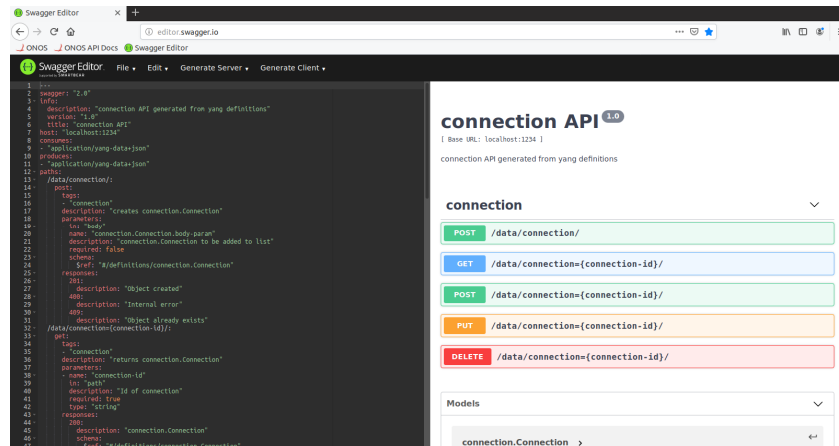 Swagger Editor
editor.swagger.io
ONOS
ONOS API Docs
Swagger Editor
Swagger Editor
Supported by SMARTBEAR
File
Edit
Generate Server
Generate Client
1 ---
2 swagger: "2.0"
3 info:
4 description: "connection API generated from yang definitions"
5 version: "1.0"
6 title: "connection API"
7 host: "localhost:1234"
8 consumes:
9 - "application/yang-data+json"
10 produces:
11 - "application/yang-data+json"
12 paths:
13 /data/connection/:
14 post:
15 tags:
16 - "connection"
17 description: "creates connection.Connection"
18 parameters:
19 - in: "body"
20 name: "connection.Connection.body-param"
21 description: "connection.Connection to be added to list"
22 required: false
23 schema:
24 $ref: "#/definitions/connection.Connection"
25 responses:
26 201:
27 description: "Object created"
28 400:
29 description: "Internal error"
30 409:
31 description: "Object already exists"
32 /data/connection={connection-id}/:
33 get:
34 tags:
35 - "connection"
36 description: "returns connection.Connection"
37 parameters:
38 - name: "connection-id"
39 in: "path"
40 description: "Id of connection"
41 required: true
42 type: "string"
43 responses:
44 200:
45 description: "connection.Connection"
46 schema:
47 $ref: "#/definitions/connection.Connection"
connection API 1.0
[ Base URL: localhost:1234 ]
connection API generated from yang definitions
connection
POST /data/connection/
GET /data/connection={connection-id}/
POST /data/connection={connection-id}/
PUT /data/connection={connection-id}/
DELETE /data/connection={connection-id}/
Models
connection.Connection